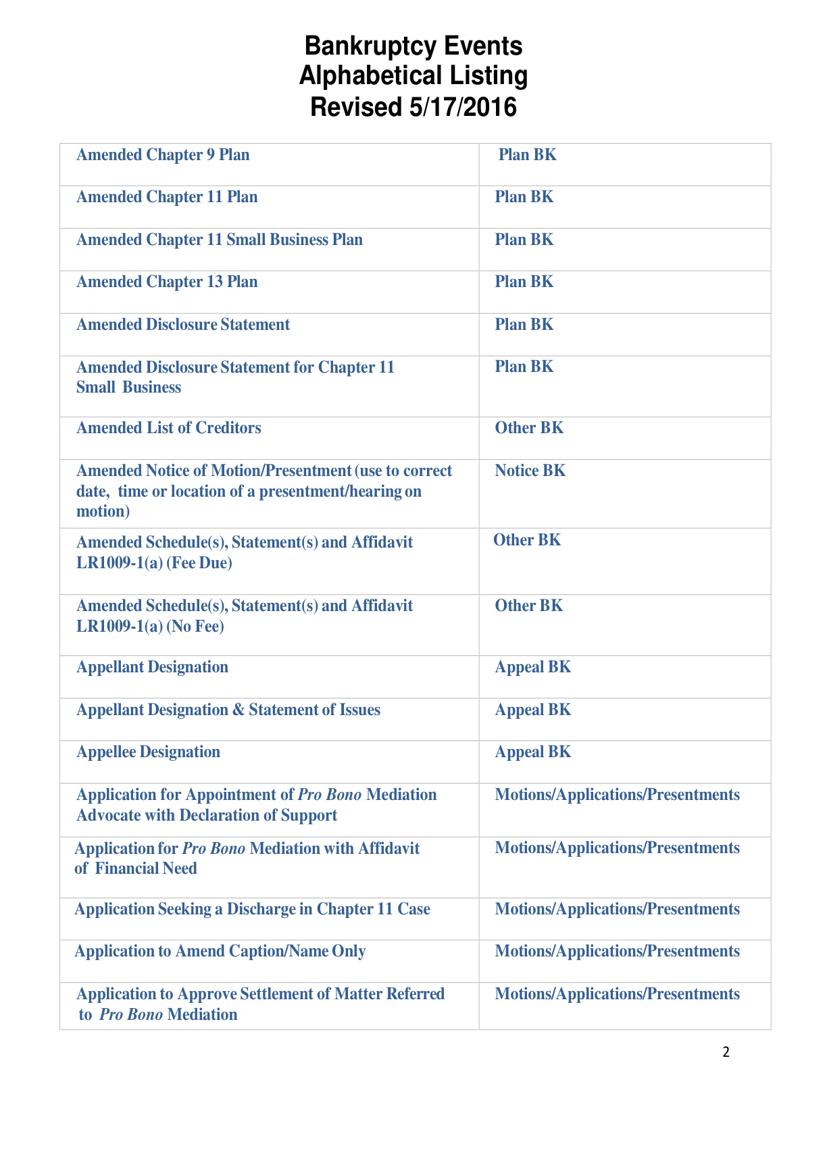 Bankruptcy Events
Alphabetical Listing
Revised 5/17/2016
Amended Chapter 9 Plan
Plan BK
Amended Chapter 11 Plan
Plan BK
Amended Chapter 11 Small Business Plan
Plan BK
Amended Chapter 13 Plan
Plan BK
Amended Disclosure Statement
Plan BK
Amended Disclosure Statement for Chapter 11
Small Business
Plan BK
Amended List of Creditors
Other BK
Amended Notice of Motion/Presentment (use to correct
date, time or location of a presentment/hearing on
motion)
Notice BK
Amended Schedule(s), Statement(s) and Affidavit
LR1009-1(a) (Fee Due)
Other BK
Amended Schedule(s), Statement(s) and Affidavit
LR1009-1(a) (No Fee)
Other BK
Appellant Designation
Appeal BK
Appellant Designation & Statement of Issues
Appeal BK
Appellee Designation
Appeal BK
Application for Appointment of Pro Bono Mediation
Advocate with Declaration of Support
Motions/Applications/Presentments
Application for Pro Bono Mediation with Affidavit
of Financial Need
Motions/Applications/Presentments
Application Seeking a Discharge in Chapter 11 Case
Motions/Applications/Presentments
Application to Amend Caption/Name Only
Motions/Applications/Presentments
Application to Approve Settlement of Matter Referred
to Pro Bono Mediation
Motions/Applications/Presentments
2